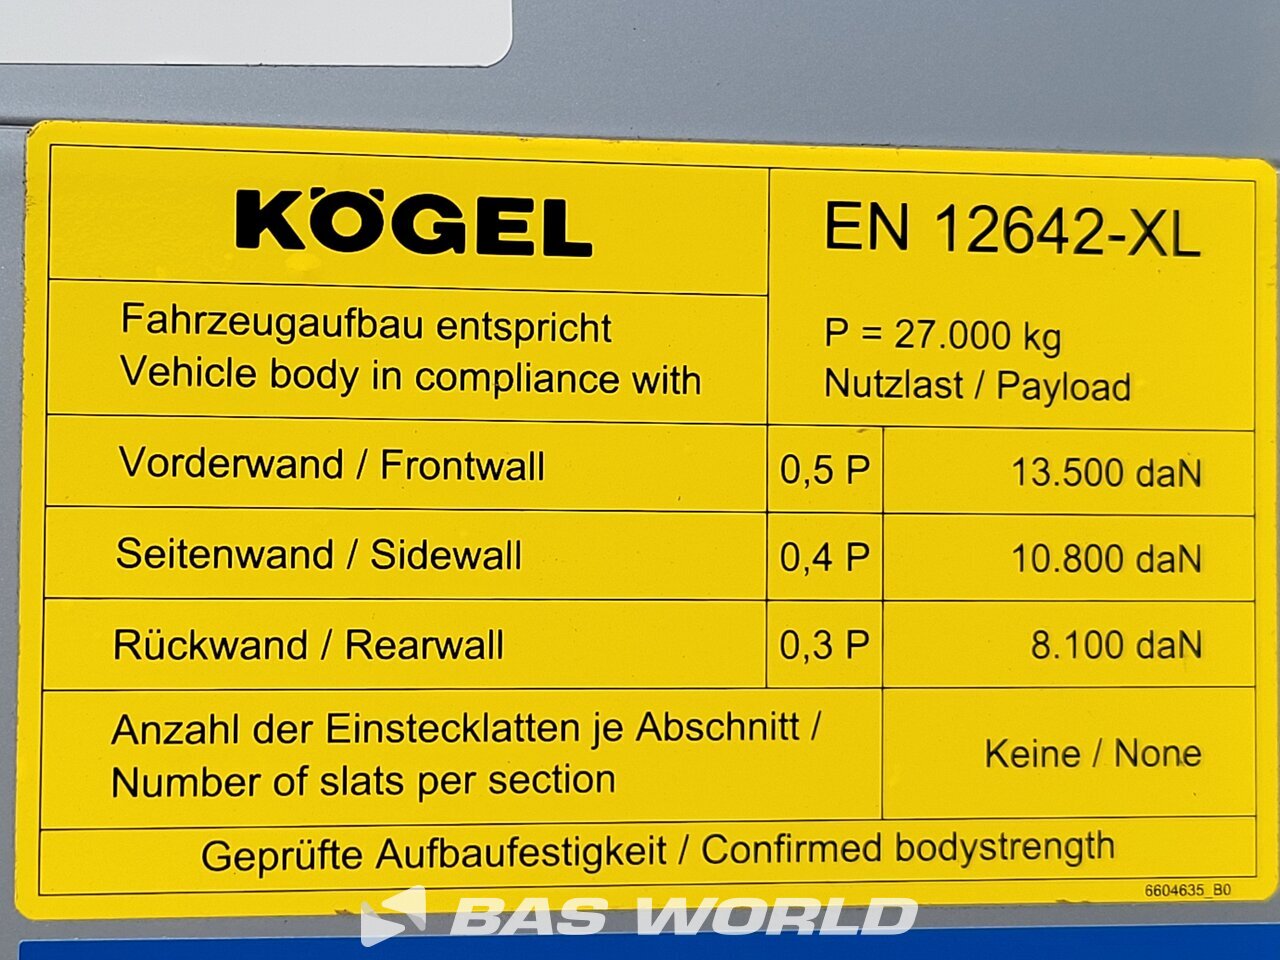 KÖGEL
EN 12642-XL
Fahrzeugaufbau entspricht
Vehicle body in compliance with
P = 27.000 kg
Nutzlast / Payload
Vorderwand / Frontwall 0,5 P 13.500 daN
Seitenwand / Sidewall 0,4 P 10.800 daN
Rückwand / Rearwall 0,3 P 8.100 daN
Anzahl der Einstecklatten je Abschnitt /
Number of slats per section
Keine / None
Geprüfte Aufbaufestigkeit / Confirmed bodystrength
6604635_B0
BAS WORLD